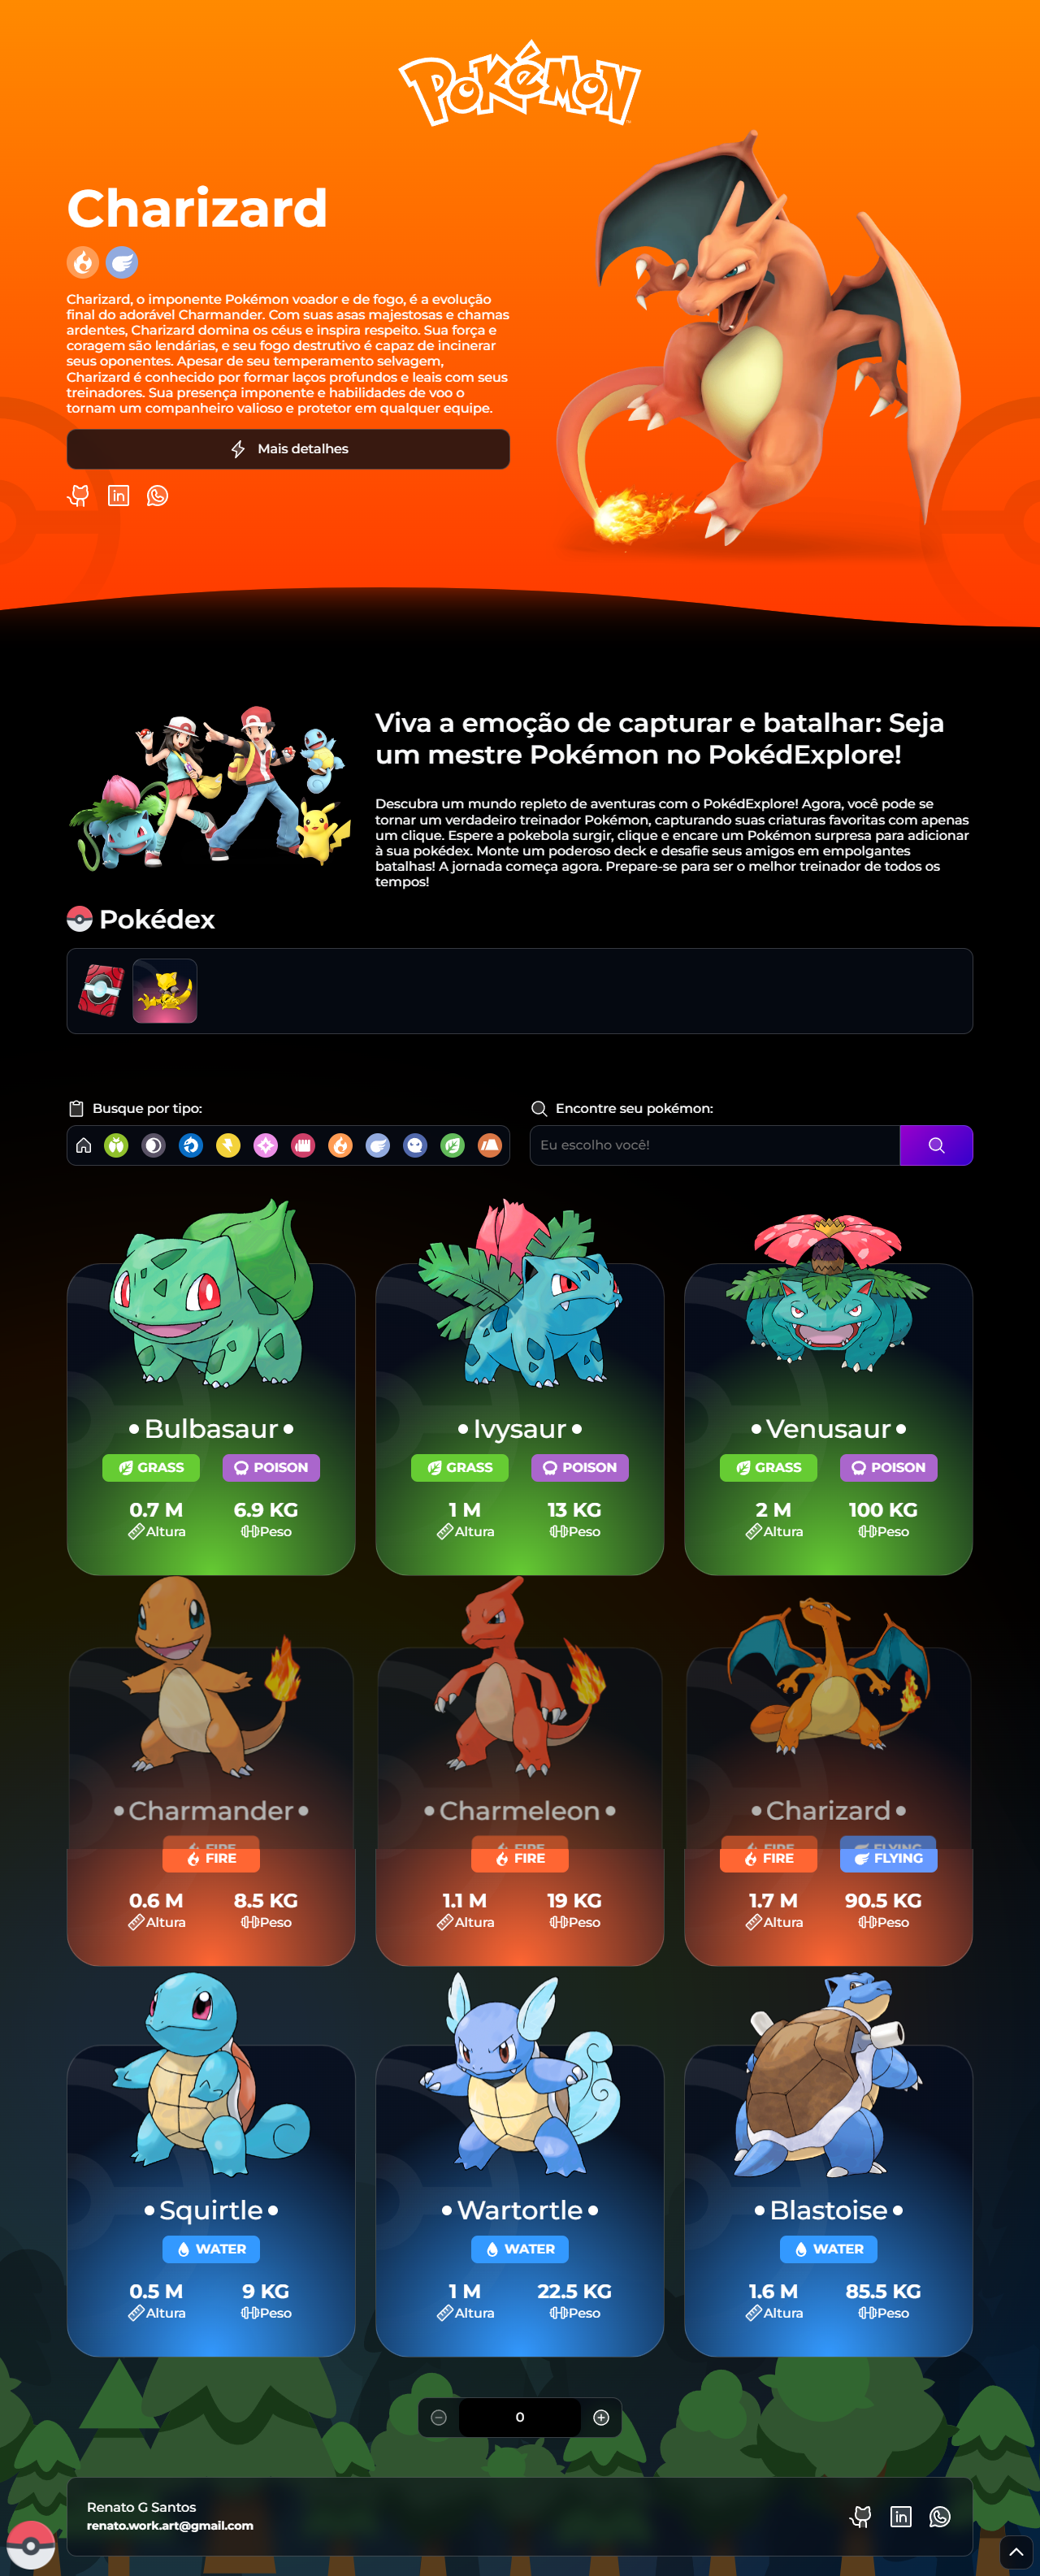 POKÉMON
Charizard
Charizard, o imponente Pokémon voador e de fogo, é a evolução
final do adorável Charmander. Com suas asas majestosas e chamas
ardentes, Charizard domina os céus e inspira respeito. Sua força e
coragem são lendárias, e seu fogo destrutivo é capaz de incinerar
seus oponentes. Apesar de seu temperamento selvagem,
Charizard é conhecido por formar laços profundos e leais com seus
treinadores. Sua presença imponente e habilidades de voo o
tornam um companheiro valioso e protetor em qualquer equipe.
Mais detalhes
in
Viva a emoção de capturar e batalhar: Seja
um mestre Pokémon no PokédExplore!
Descubra um mundo repleto de aventuras com o PokédExplore! Agora, você pode se
tornar um verdadeiro treinador Pokémon, capturando suas criaturas favoritas com apenas
um clique. Espere a pokebola surgir, clique e encare um Pokémon surpresa para adicionar
à sua pokédex. Monte um poderoso deck e desafie seus amigos em empolgantes
batalhas! A jornada começa agora. Prepare-se para ser o melhor treinador de todos os
tempos!
Pokédex
Busque por tipo:
Encontre seu pokémon:
Eu escolho você!
•Bulbasaur• •Ivysaur• •Venusaur•
GRASS POISON GRASS POISON GRASS POISON
0.7 M 6.9 KG 1 M 13 KG 2 M 100 KG
Altura Peso Altura Peso Altura Peso
•Charmander• •Charmeleon• •Charizard•
FIRE FIRE FIRE FLYING
FIRE FIRE FIRE FLYING
0.6 M 8.5 KG 1.1 M 19 KG 1.7 M 90.5 KG
Altura Peso Altura Peso Altura Peso
•Squirtle• •Wartortle• •Blastoise•
WATER WATER WATER
0.5 M 9 KG 1 M 22.5 KG 1.6 M 85.5 KG
Altura Peso Altura Peso Altura Peso
0
Renato G Santos
renato.work.art@gmail.com
in